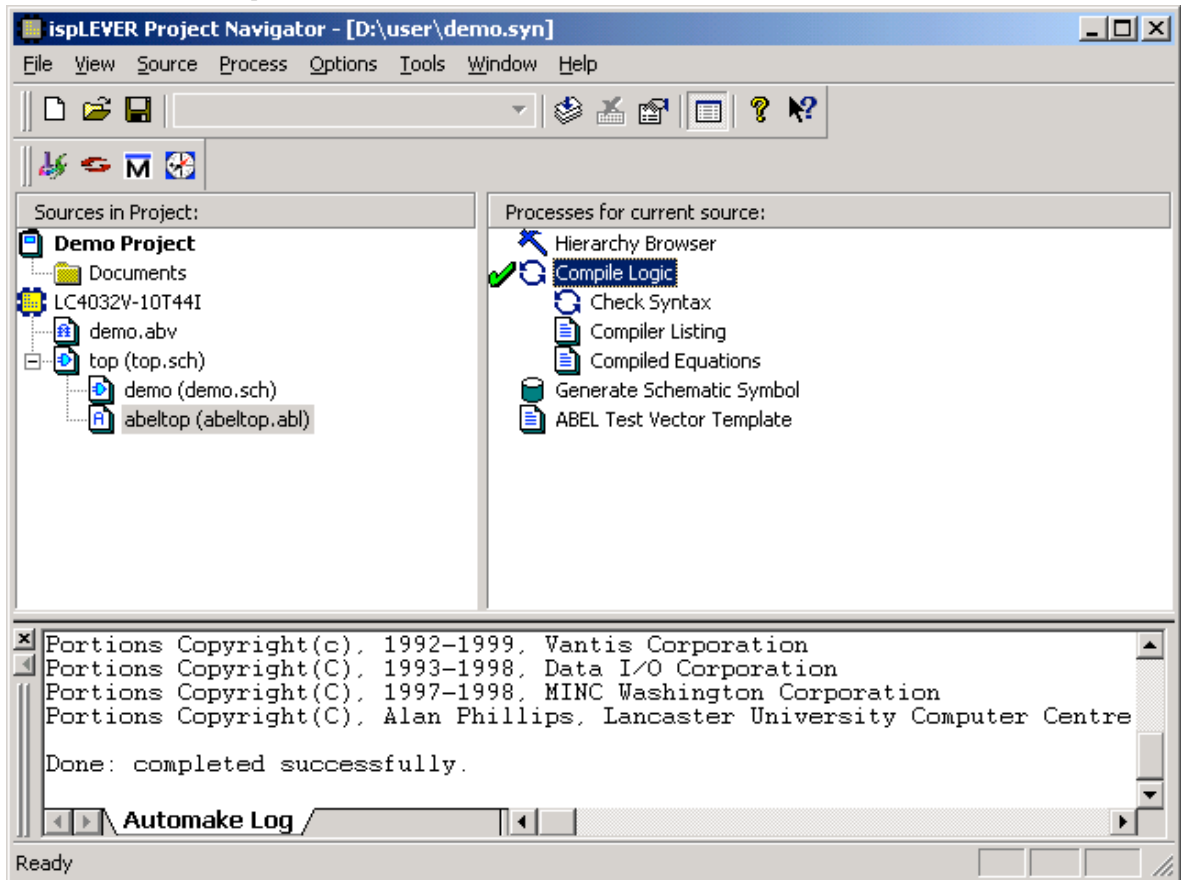 ispLEVER Project Navigator - [D:\user\demo.syn]
File View Source Process Options Tools Window Help
Sources in Project:
Demo Project
Documents
LC4032V-10T44I
demo.abv
top (top.sch)
demo (demo.sch)
abeltop (abeltop.abl)
Processes for current source:
Hierarchy Browser
Compile Logic
Check Syntax
Compiler Listing
Compiled Equations
Generate Schematic Symbol
ABEL Test Vector Template
Portions Copyright(c), 1992-1999, Vantis Corporation
Portions Copyright(C), 1993-1998, Data I/O Corporation
Portions Copyright(C), 1997-1998, MINC Washington Corporation
Portions Copyright(C), Alan Phillips, Lancaster University Computer Centre
Done: completed successfully.
Automake Log
Ready